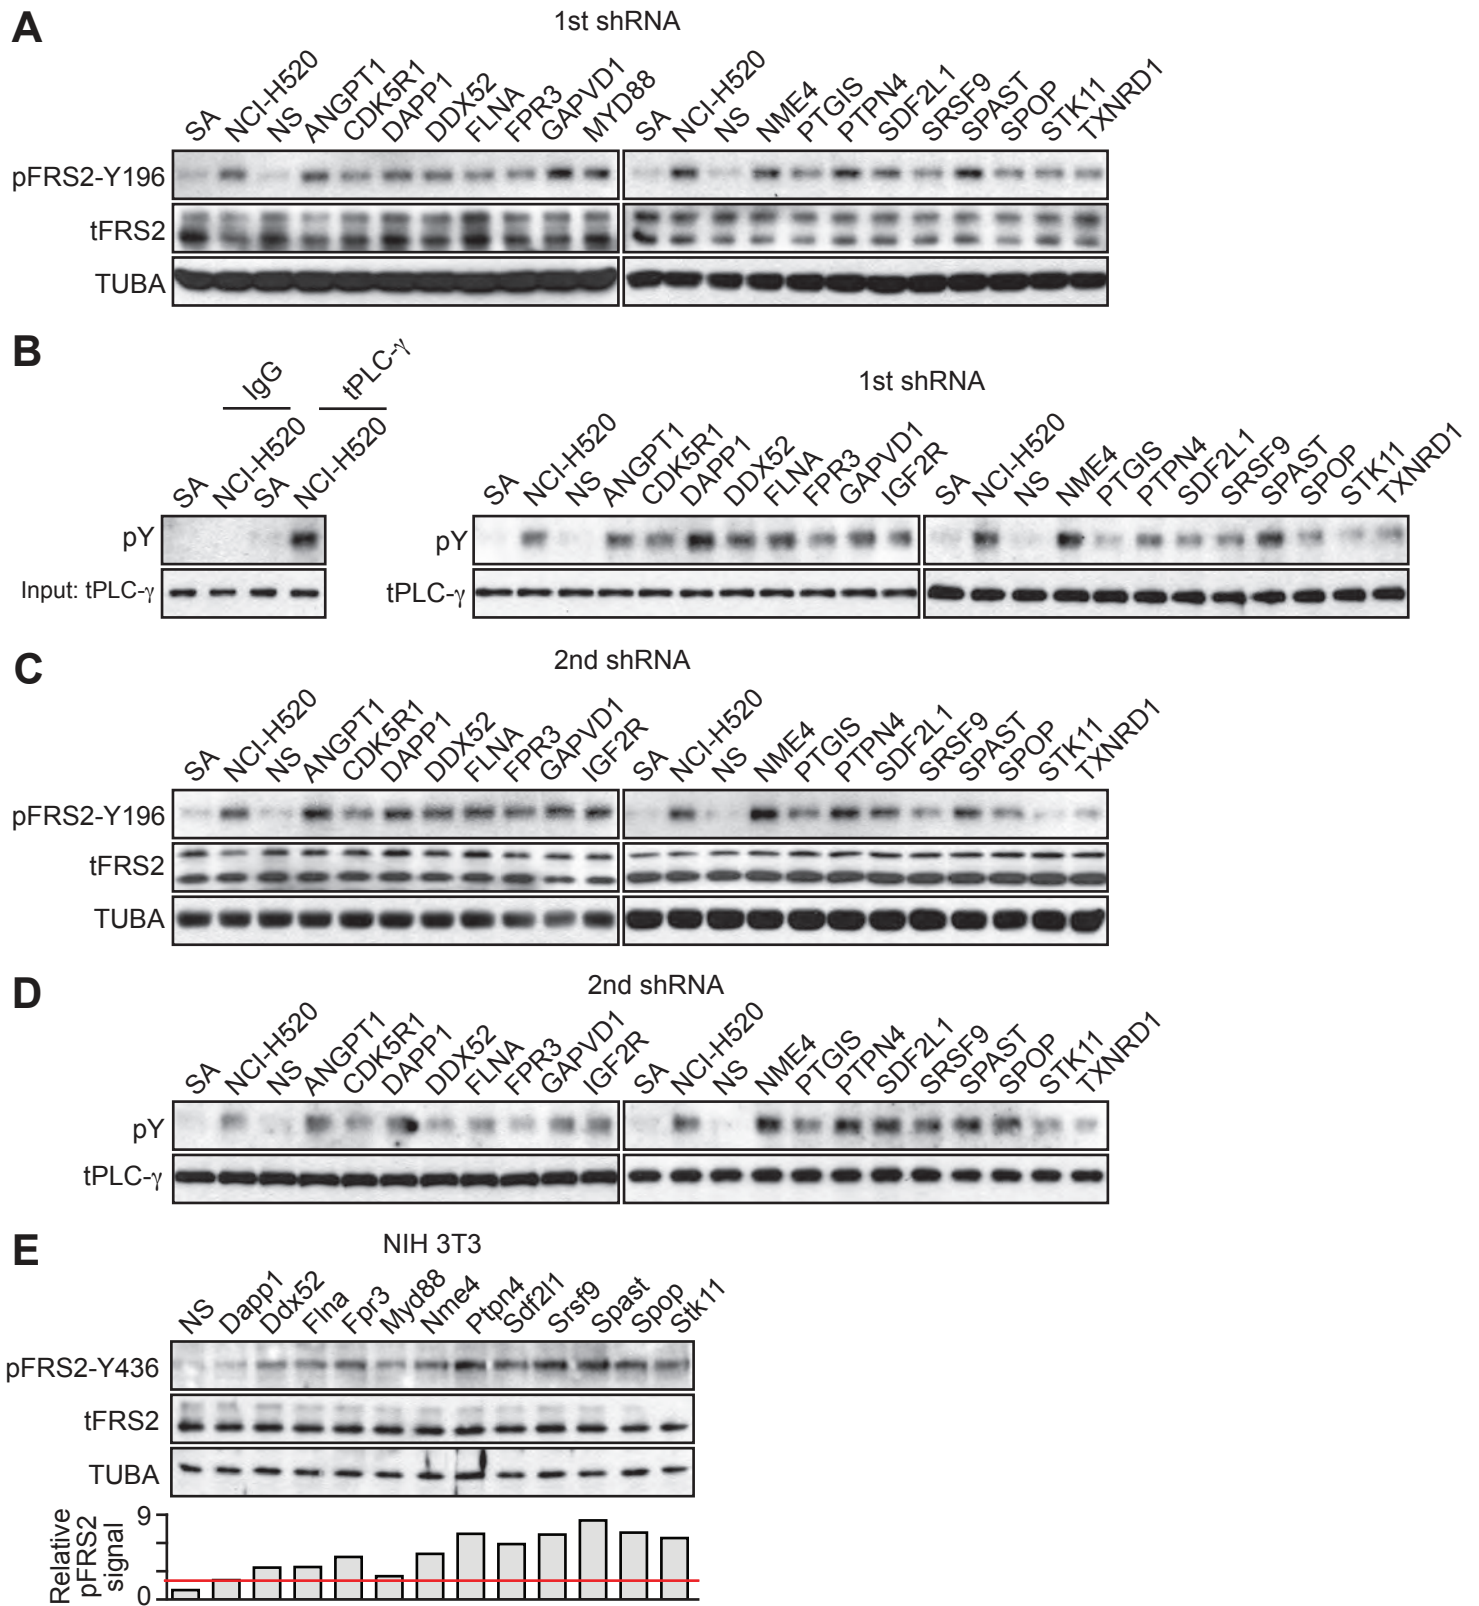 A
1st shRNA
SA NCI-H520 NS ANGPT1 CDK5R1 DAPP1 DDX52 FLNA FPR3 GAPVD1 MYD88 SA NCI-H520 NS NME4 PTGIS PTPN4 SDF2L1 SRSF9 SPAST SPOP STK11 TXNRD1
pFRS2-Y196
tFRS2
TUBA
B
IgG tPLC-γ
SA NCI-H520 SA NCI-H520
pY
Input: tPLC-γ
1st shRNA
SA NCI-H520 NS ANGPT1 CDK5R1 DAPP1 DDX52 FLNA FPR3 GAPVD1 IGF2R SA NCI-H520 NS NME4 PTGIS PTPN4 SDF2L1 SRSF9 SPAST SPOP STK11 TXNRD1
pY
tPLC-γ
C
2nd shRNA
SA NCI-H520 NS ANGPT1 CDK5R1 DAPP1 DDX52 FLNA FPR3 GAPVD1 IGF2R SA NCI-H520 NS NME4 PTGIS PTPN4 SDF2L1 SRSF9 SPAST SPOP STK11 TXNRD1
pFRS2-Y196
tFRS2
TUBA
D
2nd shRNA
SA NCI-H520 NS ANGPT1 CDK5R1 DAPP1 DDX52 FLNA FPR3 GAPVD1 IGF2R SA NCI-H520 NS NME4 PTGIS PTPN4 SDF2L1 SRSF9 SPAST SPOP STK11 TXNRD1
pY
tPLC-γ
E
NIH 3T3
NS Dapp1 Ddx52 Flna Fpr3 Myd88 Nme4 Ptpn4 Sdf2l1 Srsf9 Spast Spop Stk11
pFRS2-Y436
tFRS2
TUBA
Relative
pFRS2
signal
9
0